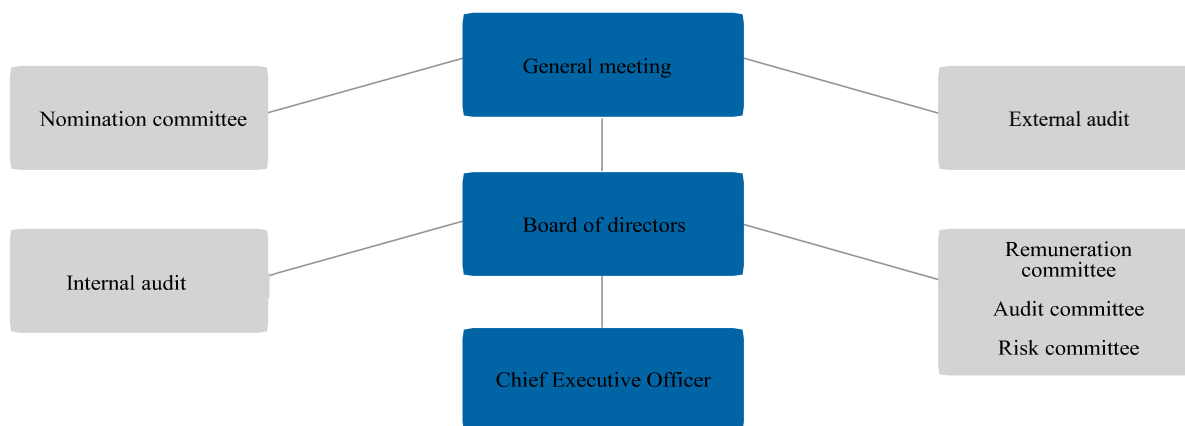 General meeting
Nomination committee
External audit
Board of directors
Internal audit
Remuneration
committee
Audit committee
Risk committee
Chief Executive Officer